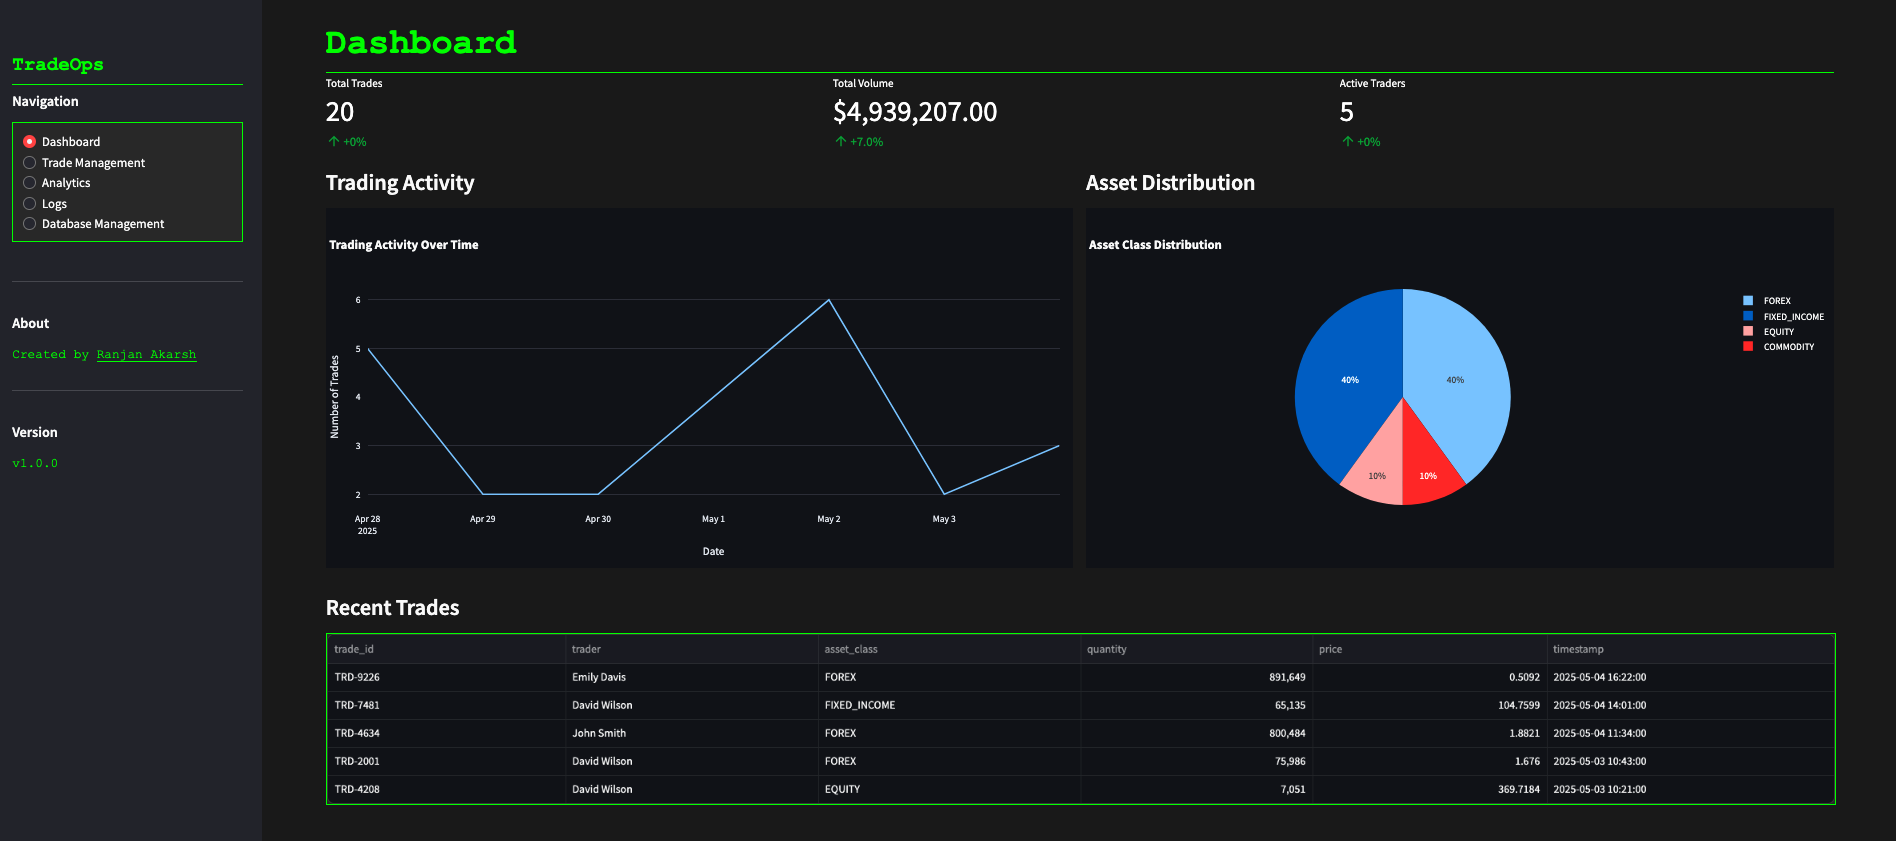 TradeOps
Navigation
Dashboard
Trade Management
Analytics
Logs
Database Management
About
Created by Ranjan Akarsh
Version
v1.0.0
Dashboard
Total Trades
20
+0%
Total Volume
$4,939,207.00
+7.0%
Active Traders
5
+0%
Trading Activity
Trading Activity Over Time
Number of Trades
6
5
4
3
2
Apr 28
2025
Apr 29
Apr 30
May 1
May 2
May 3
Date
Asset Distribution
Asset Class Distribution
40%
40%
10%
10%
FOREX
FIXED_INCOME
EQUITY
COMMODITY
Recent Trades
trade_id trader asset_class quantity price timestamp
TRD-9226 Emily Davis FOREX 891,649 0.5092 2025-05-04 16:22:00
TRD-7481 David Wilson FIXED_INCOME 65,135 104.7599 2025-05-04 14:01:00
TRD-4634 John Smith FOREX 800,484 1.8821 2025-05-04 11:34:00
TRD-2001 David Wilson FOREX 75,986 1.676 2025-05-03 10:43:00
TRD-4208 David Wilson EQUITY 7,051 369.7184 2025-05-03 10:21:00